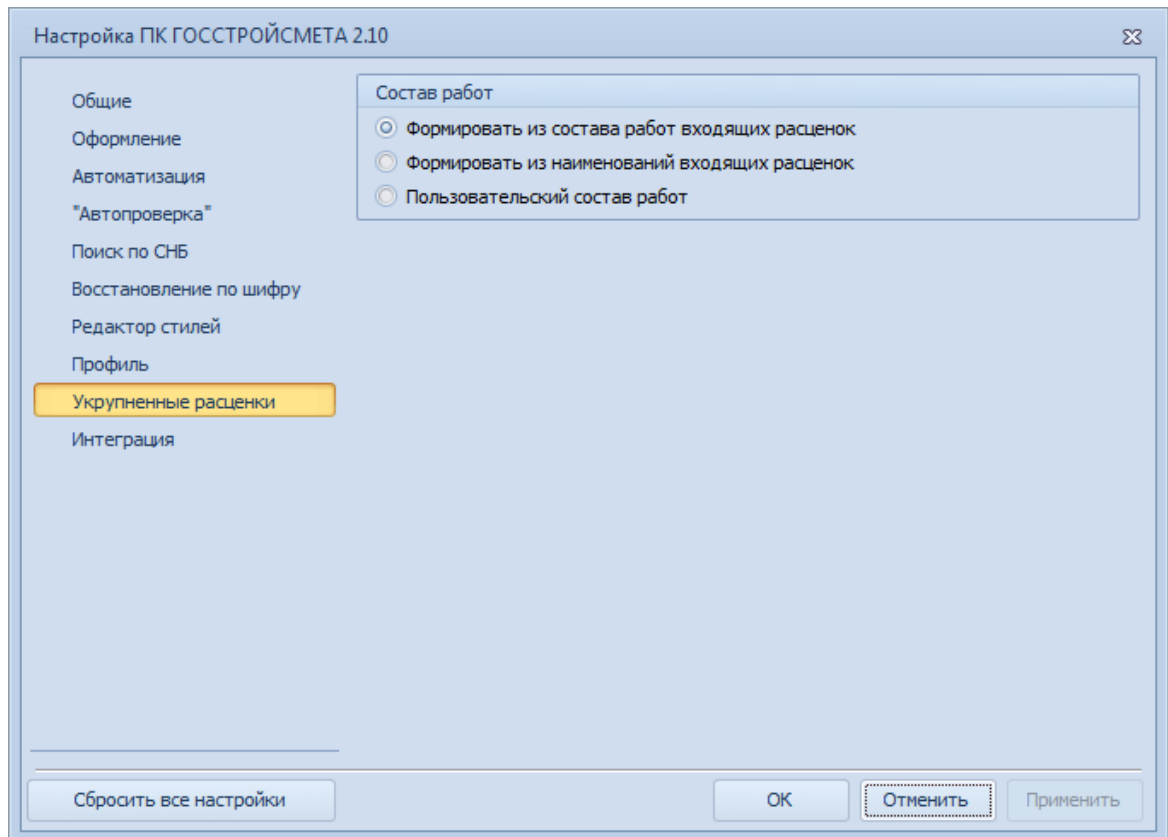 Настройка ПК ГОССТРОЙСМЕТА 2.10
Общие
Оформление
Автоматизация
"Автопроверка"
Поиск по СНБ
Восстановление по шифру
Редактор стилей
Профиль
Укрупненные расценки
Интеграция
Состав работ
Формировать из состава работ входящих расценок
Формировать из наименований входящих расценок
Пользовательский состав работ
Сбросить все настройки
ОК
Отменить
Применить